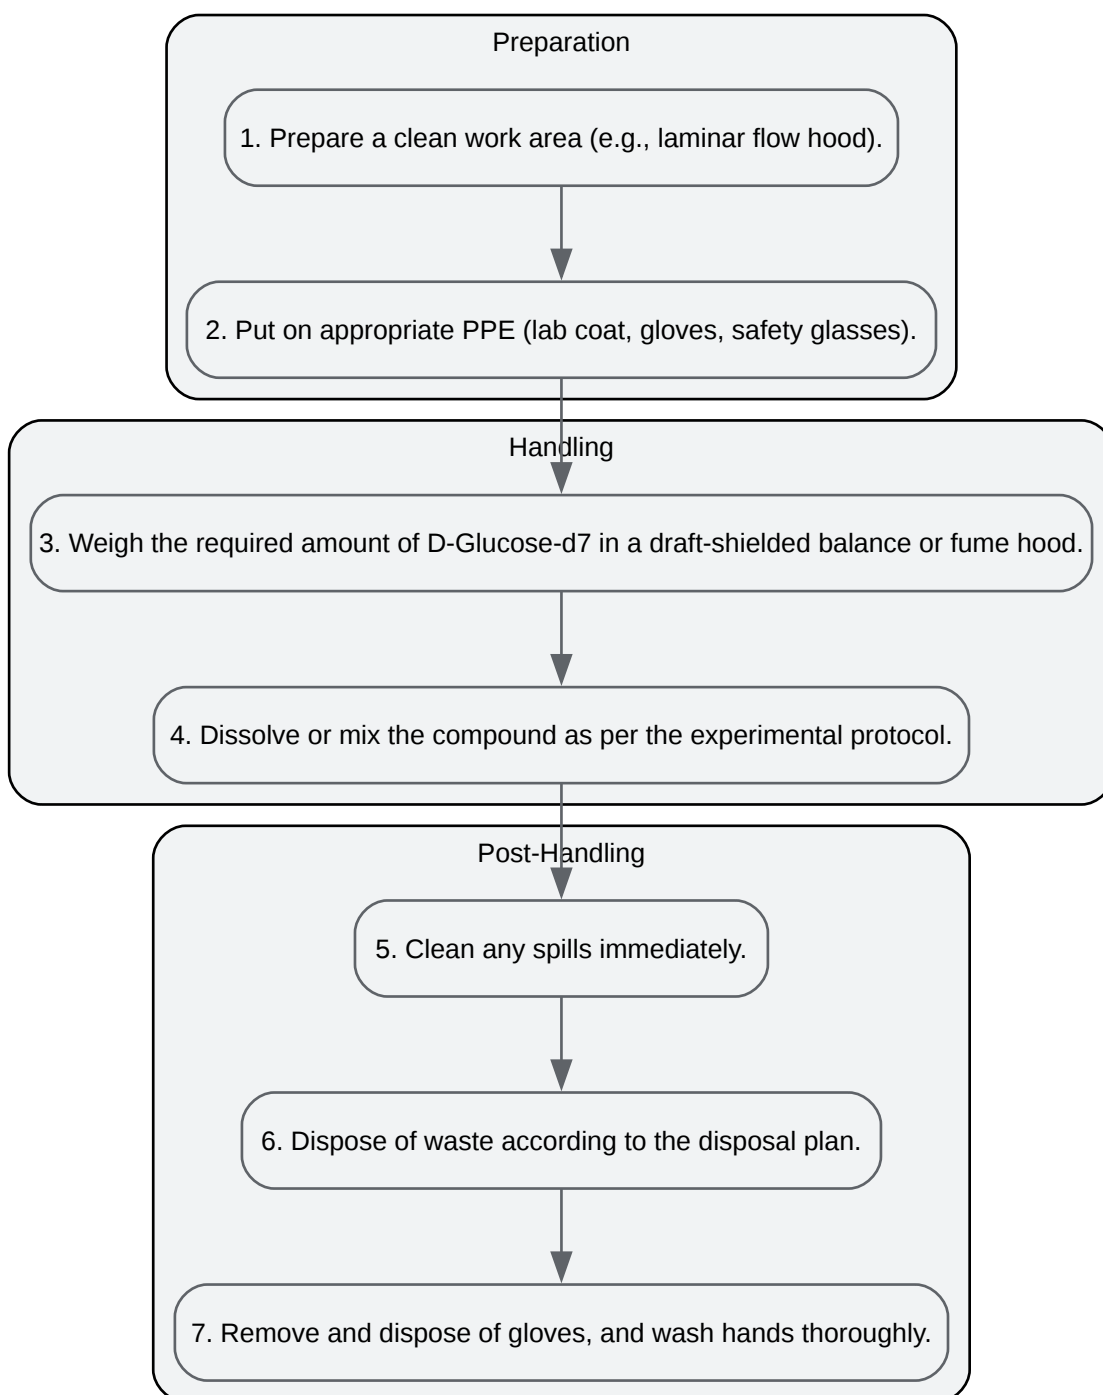 Preparation
1. Prepare a clean work area (e.g., laminar flow hood).
2. Put on appropriate PPE (lab coat, gloves, safety glasses).
Handling
3. Weigh the required amount of D-Glucose-d7 in a draft-shielded balance or fume hood.
4. Dissolve or mix the compound as per the experimental protocol.
Post-Handling
5. Clean any spills immediately.
6. Dispose of waste according to the disposal plan.
7. Remove and dispose of gloves, and wash hands thoroughly.